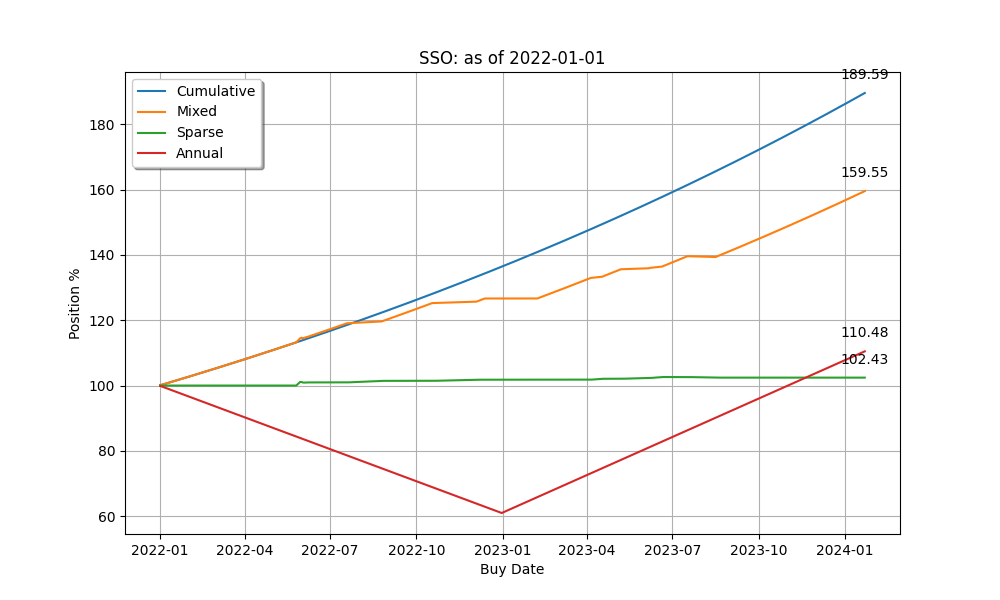 SSO: as of 2022-01-01
Cumulative
Mixed
Sparse
Annual
189.59
159.55
110.48
102.43
Position %
180
160
140
120
100
80
60
2022-01 2022-04 2022-07 2022-10 2023-01 2023-04 2023-07 2023-10 2024-01
Buy Date